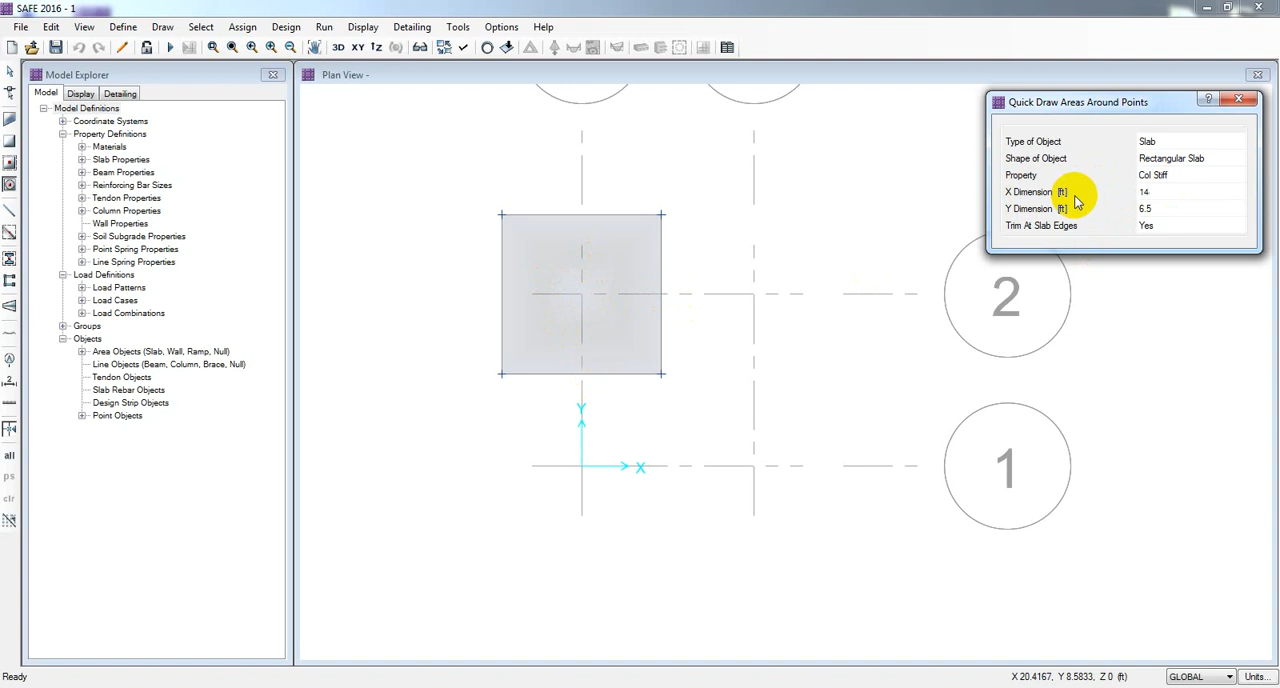 SAFE 2016 - 1
File Edit View Define Draw Select Assign Design Run Display Detailing Tools Options Help
3D XY
Model Explorer
Plan View -
Model Display Detailing
Model Definitions
Coordinate Systems
Property Definitions
Materials
Slab Properties
Beam Properties
Reinforcing Bar Sizes
Tendon Properties
Column Properties
Wall Properties
Soil Subgrade Properties
Point Spring Properties
Line Spring Properties
Load Definitions
Load Patterns
Load Cases
Load Combinations
Groups
Objects
Area Objects (Slab, Wall, Ramp, Null)
Line Objects (Beam, Column, Brace, Null)
Tendon Objects
Slab Rebar Objects
Design Strip Objects
Point Objects
all
ps
clr
Y
X
2
1
Quick Draw Areas Around Points
Type of Object Slab
Shape of Object Rectangular Slab
Property Col Stiff
X Dimension [ft] 14
Y Dimension [ft] 6.5
Trim At Slab Edges Yes
Ready
X 20.4167, Y 8.5833, Z 0 (ft)
GLOBAL
Units...